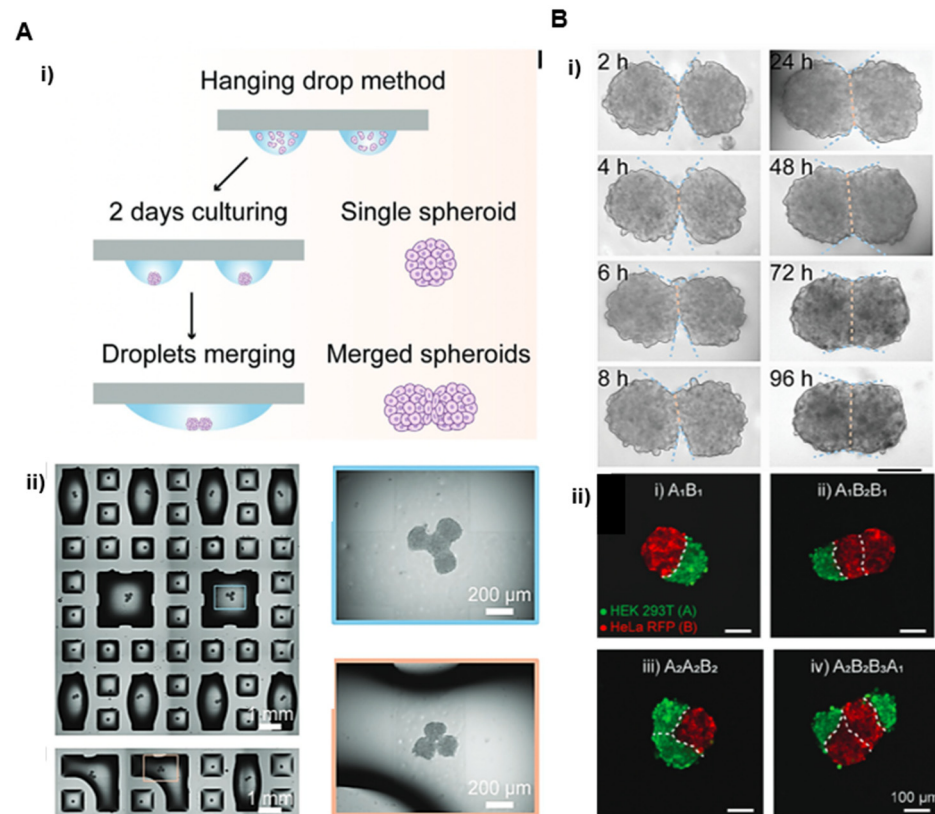 A
i)
Hanging drop method
2 days culturing
Single spheroid
Droplets merging
Merged spheroids
ii)
1 mm
1 mm
200 µm
200 µm
B
i)
2 h
24 h
4 h
48 h
6 h
72 h
8 h
96 h
ii)
i) A₁B₁
HEK 293T (A)
HeLa RFP (B)
ii) A₁B₂B₁
iii) A₂A₂B₂
iv) A₂B₂B₃A₁
100 µm